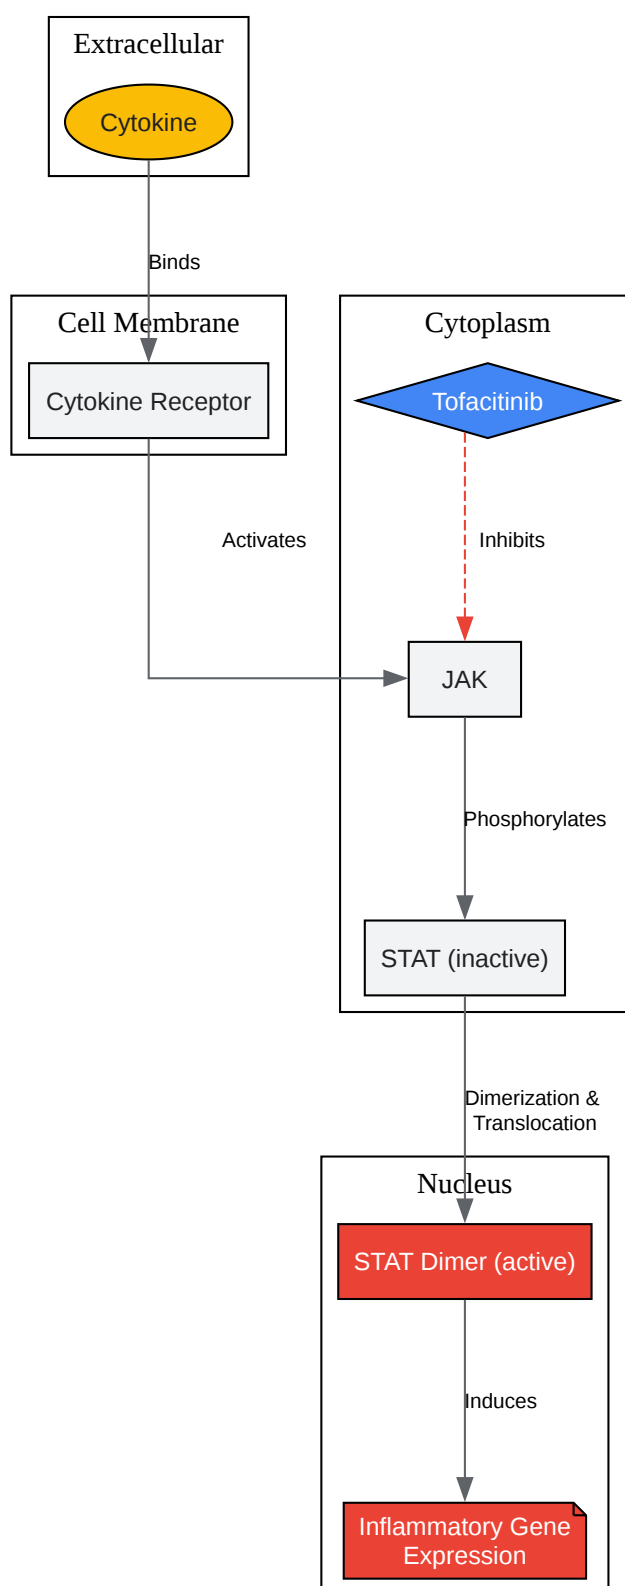 Extracellular
Cytokine
Binds
Cell Membrane
Cytokine Receptor
Cytoplasm
Tofacitinib
Activates
Inhibits
JAK
Phosphorylates
STAT (inactive)
Dimerization &
Translocation
Nucleus
STAT Dimer (active)
Induces
Inflammatory Gene
Expression